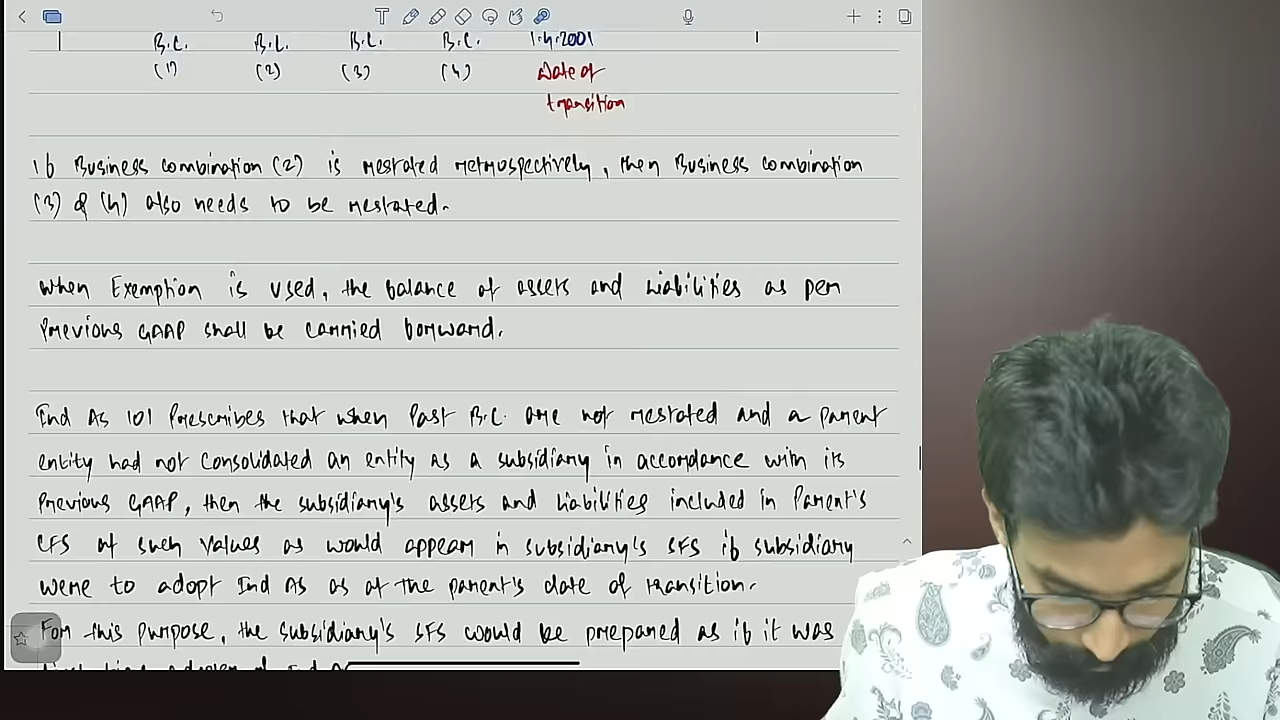 B.C. B.C. B.C. B.C. 1.4.2001
(1) (2) (3) (4) Date of
transition
If Business combination (2) is restated retrospectively, then Business combination
(3) & (4) also needs to be restated.
When Exemption is used, the balance of assets and liabilities as per
Previous GAAP shall be carried forward.
Ind As 101 Prescribes that when Past B.C. are not restated and a parent
entity had not consolidated an entity as a subsidiary in accordance with its
Previous GAAP, then the subsidiary's assets and liabilities included in Parent's
CFS at such values as would appear in subsidiary's SFS if subsidiary
were to adopt Ind AS as at the parent's date of transition.
For this purpose, the subsidiary's SFS would be prepared as if it was